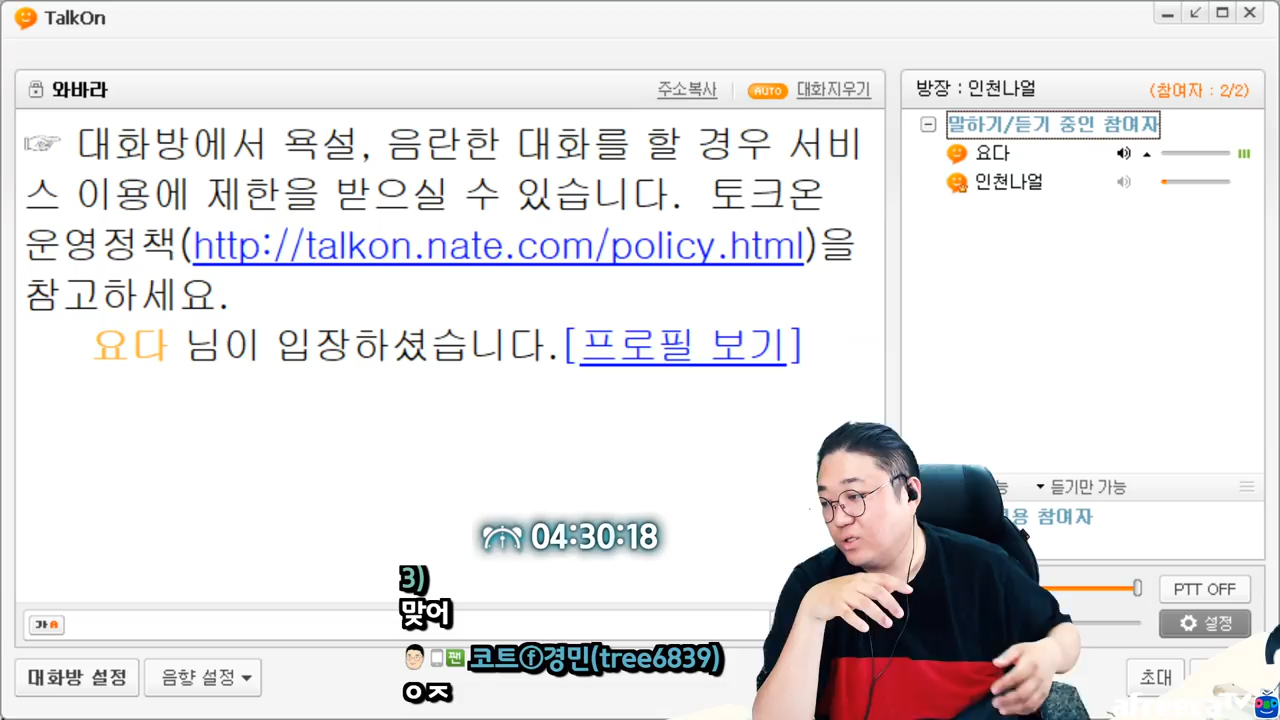 TalkOn
와바라
주소복사
AUTO
대화지우기
☞ 대화방에서 욕설, 음란한 대화를 할 경우 서비
스 이용에 제한을 받으실 수 있습니다. 토크온
운영정책(http://talkon.nate.com/policy.html)을
참고하세요.
요다 님이 입장하셨습니다.[프로필 보기]
방장 : 인천나얼
(참여자 : 2/2)
말하기/듣기 중인 참여자
요다
인천나얼
듣기만 가능
참여자
04:30:18
3)
맞어
팬 코트ⓕ경민(tree6839)
ㅇㅈ
가A
PTT OFF
설정
대화방 설정
음향 설정
초대
afreecaTV